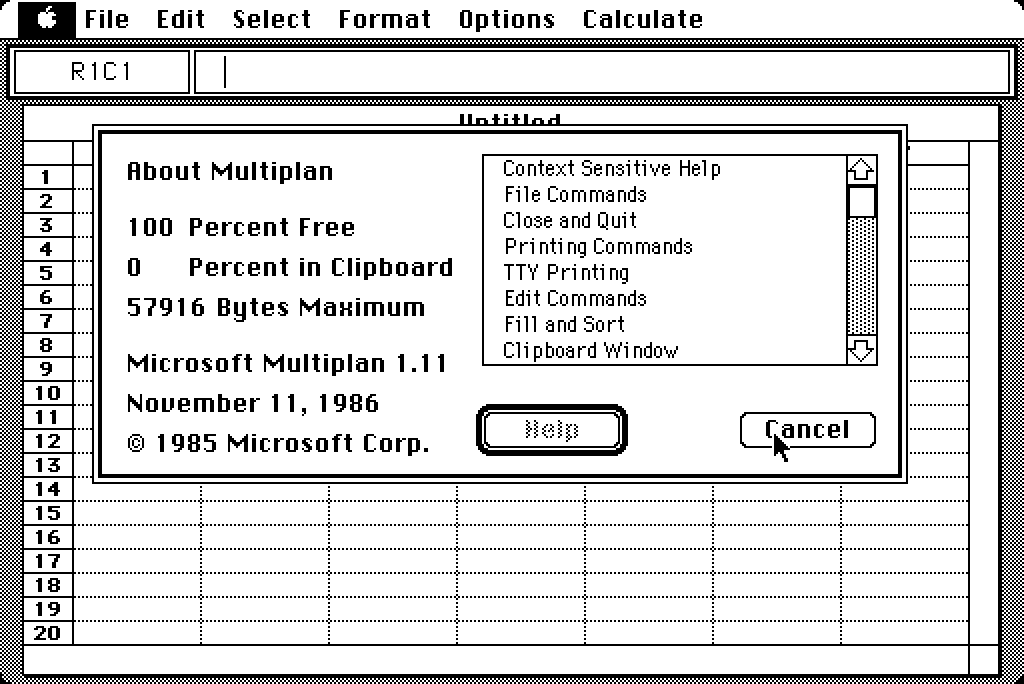 File Edit Select Format Options Calculate
R1C1
Untitled
About Multiplan
100 Percent Free
0 Percent in Clipboard
57916 Bytes Maximum
Microsoft Multiplan 1.11
November 11, 1986
© 1985 Microsoft Corp.
Context Sensitive Help
File Commands
Close and Quit
Printing Commands
TTY Printing
Edit Commands
Fill and Sort
Clipboard Window
Help
Cancel
1
2
3
4
5
6
7
8
9
10
11
12
13
14
15
16
17
18
19
20